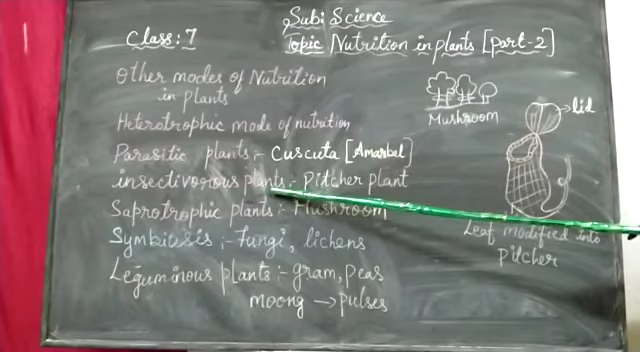 Sub: Science
Class: 7
Topic Nutrition in plants [part-2]
Other modes of Nutrition
in plants
Heterotrophic mode of nutrition
Parasitic plants:- Cuscuta [Amarbel]
insectivorous plants:- Pitcher plant
Saprotrophic plants:- Mushroom
Symbiosis:- Fungi, lichens
Leguminous plants:- gram, peas
moong → pulses
Mushroom
lid
Leaf modified into
pitcher